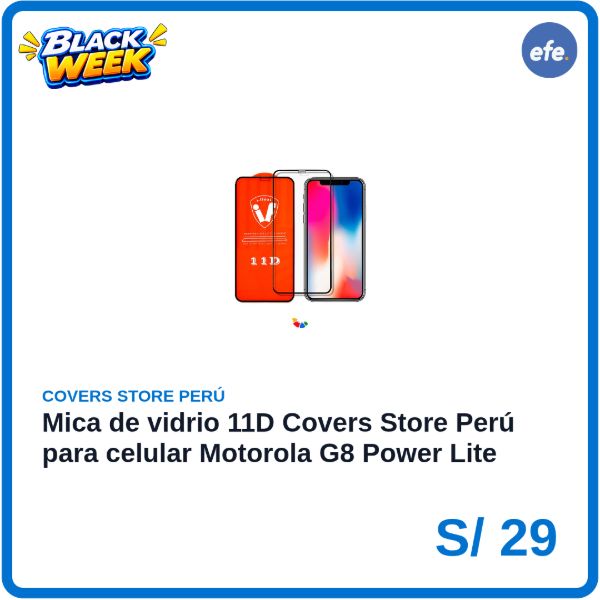 BLACK
WEEK
efe.
11D
COVERS STORE PERÚ
Mica de vidrio 11D Covers Store Perú
para celular Motorola G8 Power Lite
S/ 29